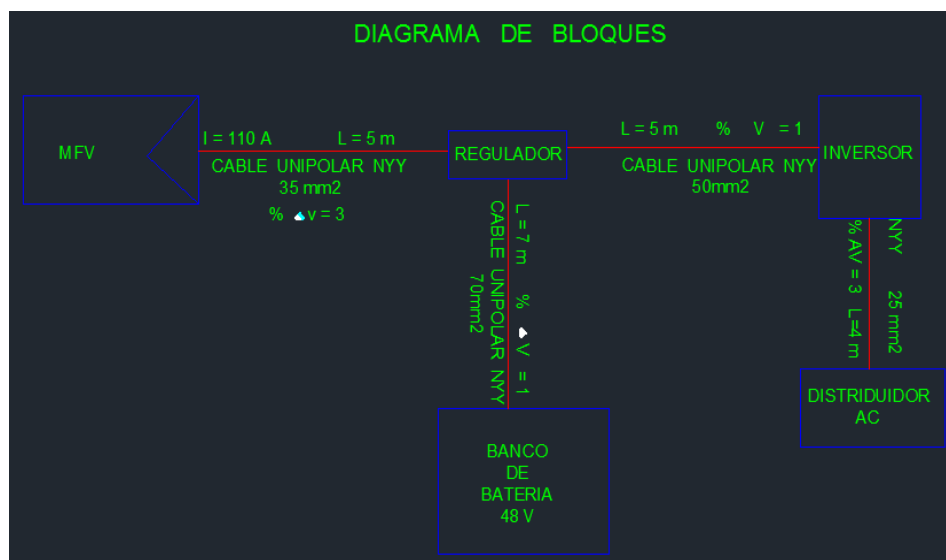 DIAGRAMA DE BLOQUES
MFV
I = 110 A L = 5 m
CABLE UNIPOLAR NYY
35 mm2
% v = 3
REGULADOR
L = 5 m % V = 1
CABLE UNIPOLAR NYY
50mm2
INVERSOR
L = 7 m % V = 1
CABLE UNIPOLAR NYY
70mm2
NYY 25 mm2
% AV = 3 L=4 m
DISTRIDUIDOR
AC
BANCO
DE
BATERIA
48 V